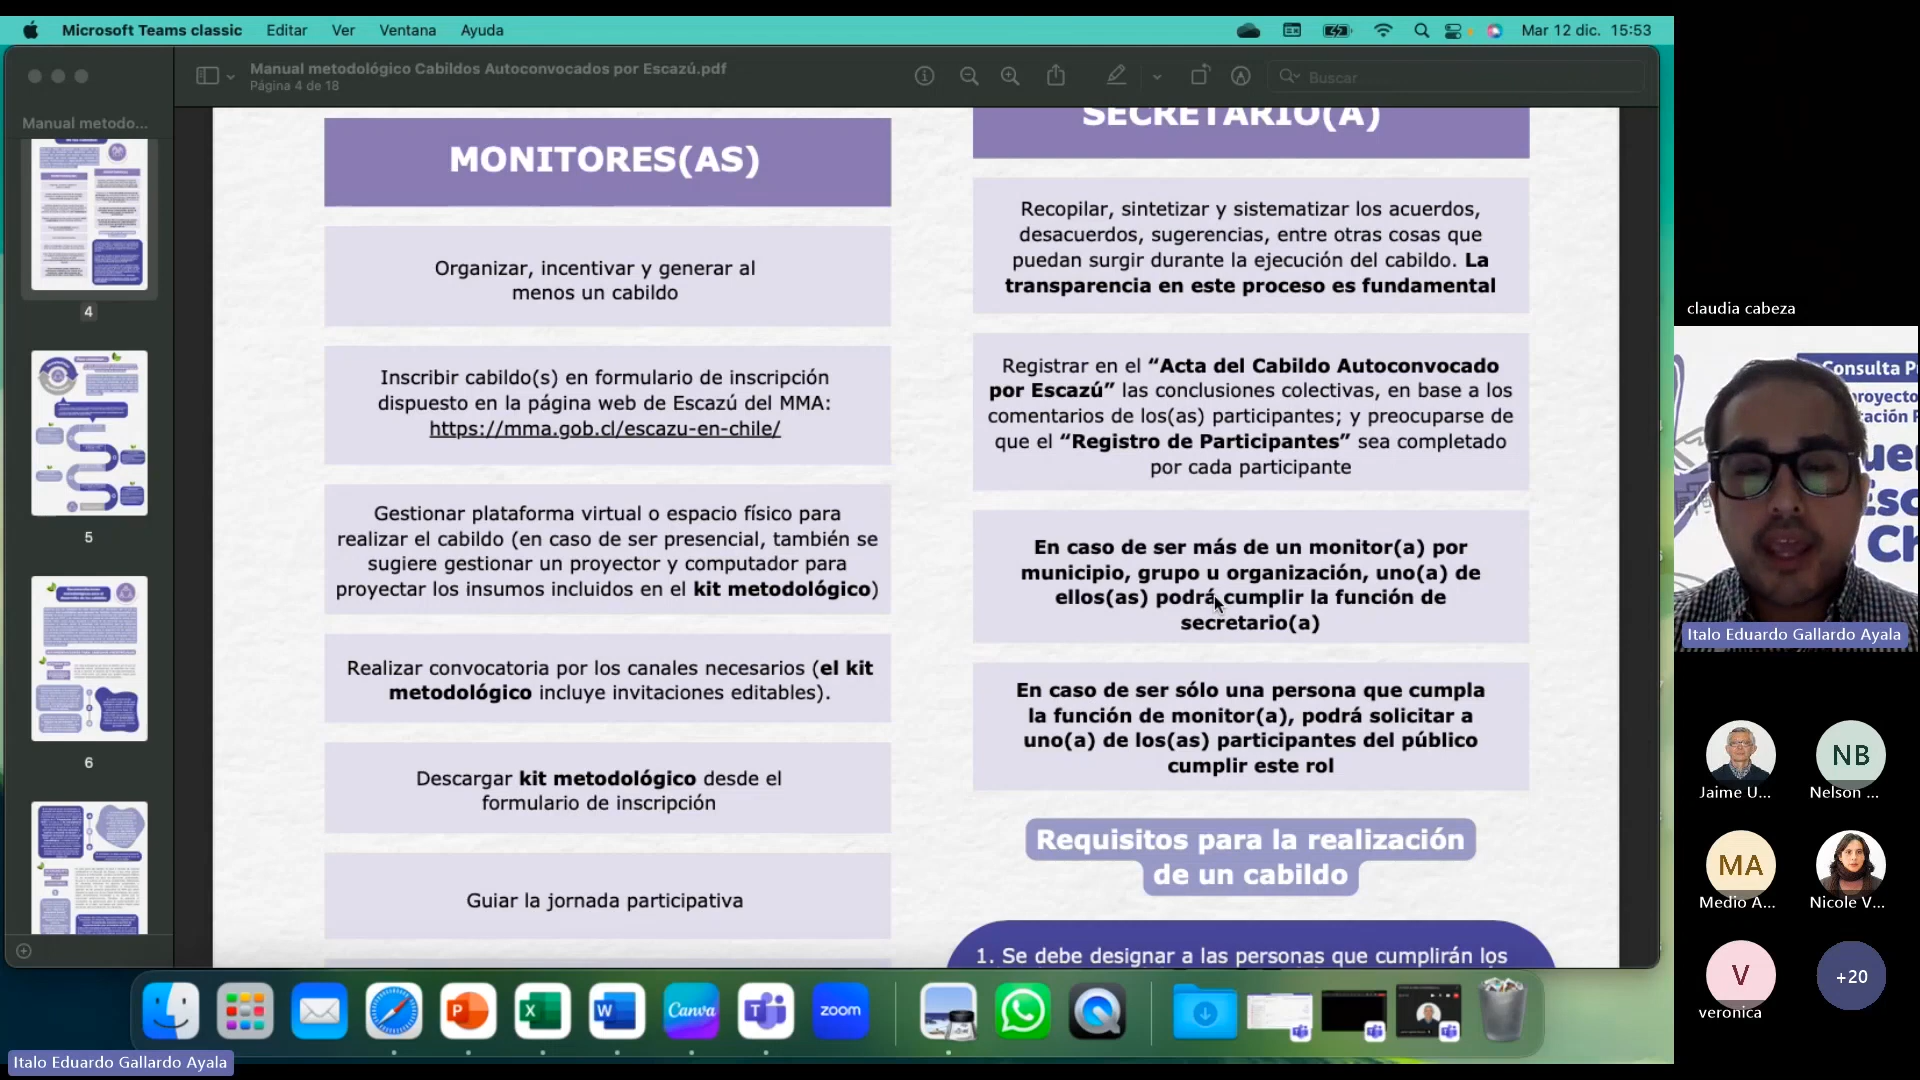 Microsoft Teams classic Editar Ver Ventana Ayuda Mar 12 dic. 15:53
Manual metodológico Cabildos Autoconvocados por Escazú.pdf
Página 4 de 18
Buscar
Manual metodo...
4
5
6
MONITORES(AS)
Organizar, incentivar y generar al
menos un cabildo
Inscribir cabildo(s) en formulario de inscripción
dispuesto en la página web de Escazú del MMA:
https://mma.gob.cl/escazu-en-chile/
Gestionar plataforma virtual o espacio físico para
realizar el cabildo (en caso de ser presencial, también se
sugiere gestionar un proyector y computador para
proyectar los insumos incluidos en el kit metodológico)
Realizar convocatoria por los canales necesarios (el kit
metodológico incluye invitaciones editables).
Descargar kit metodológico desde el
formulario de inscripción
Guiar la jornada participativa
SECRETARIO(A)
Recopilar, sintetizar y sistematizar los acuerdos,
desacuerdos, sugerencias, entre otras cosas que
puedan surgir durante la ejecución del cabildo. La
transparencia en este proceso es fundamental
Registrar en el “Acta del Cabildo Autoconvocado
por Escazú” las conclusiones colectivas, en base a los
comentarios de los(as) participantes; y preocuparse de
que el “Registro de Participantes” sea completado
por cada participante
En caso de ser más de un monitor(a) por
municipio, grupo u organización, uno(a) de
ellos(as) podrá cumplir la función de
secretario(a)
En caso de ser sólo una persona que cumpla
la función de monitor(a), podrá solicitar a
uno(a) de los(as) participantes del público
cumplir este rol
Requisitos para la realización
de un cabildo
1. Se debe designar a las personas que cumplirán los
Canva
zoom
Italo Eduardo Gallardo Ayala
claudia cabeza
Consulta
Italo Eduardo Gallardo Ayala
Jaime U...
NB
Nelson ...
MA
Medio A...
Nicole V...
V
veronica
+20